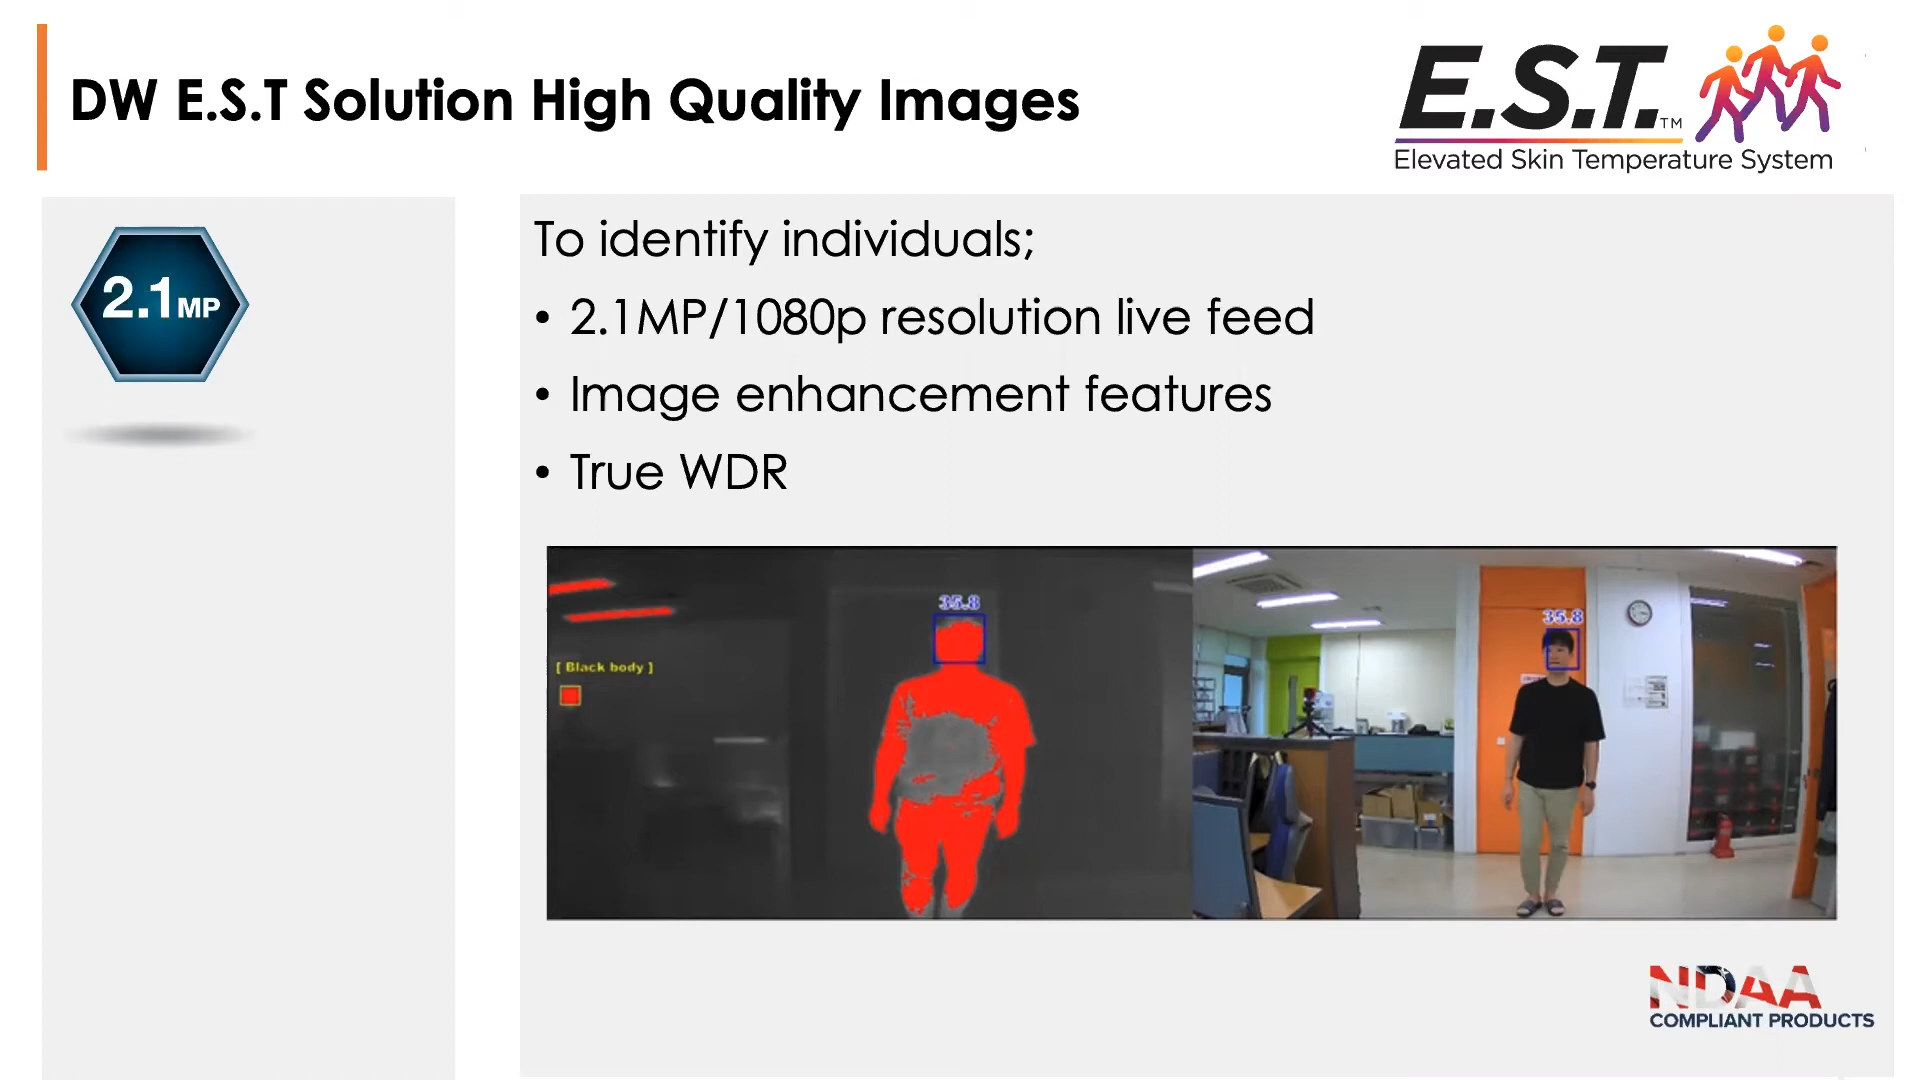 DW E.S.T Solution High Quality Images
E.S.T.™
Elevated Skin Temperature System
2.1MP
To identify individuals;
• 2.1MP/1080p resolution live feed
• Image enhancement features
• True WDR
35.8
[ Black body ]
35.8
NDAA
COMPLIANT PRODUCTS